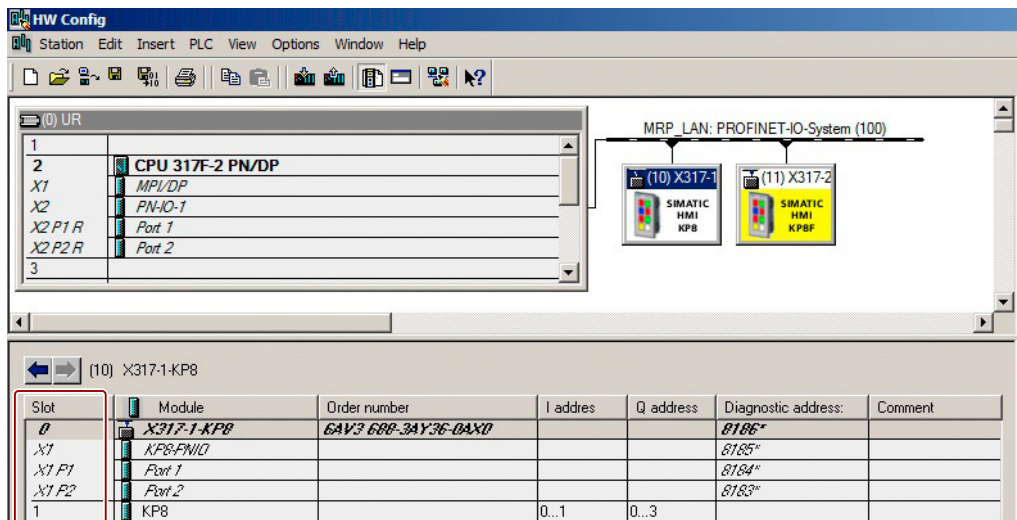 HW Config
Station Edit Insert PLC View Options Window Help
(0) UR
1
2 CPU 317F-2 PN/DP
X1 MPI/DP
X2 PN-IO-1
X2 P1 R Port 1
X2 P2 R Port 2
3
MRP_LAN: PROFINET-IO-System (100)
(10) X317-1
SIMATIC
HMI
KP8
(11) X317-2
SIMATIC
HMI
KP8F
(10) X317-1-KP8
Slot Module Order number I addres Q address Diagnostic address: Comment
0 X317-1-KP8 6AV3 688-3AY36-0AX0 8186*
X1 KP8-PNIO 8185*
X1 P1 Port 1 8184*
X1 P2 Port 2 8183*
1 KP8 0...1 0...3